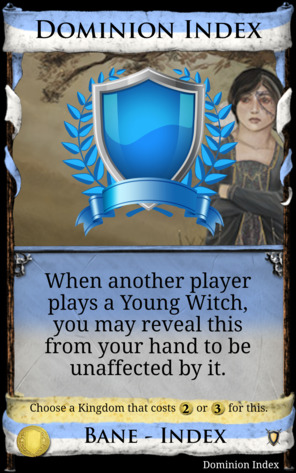 Dominion Index
When another player
plays a Young Witch,
you may reveal this
from your hand to be
unaffected by it.
Choose a Kingdom that costs 2 or 3 for this.
Bane - Index
Dominion Index